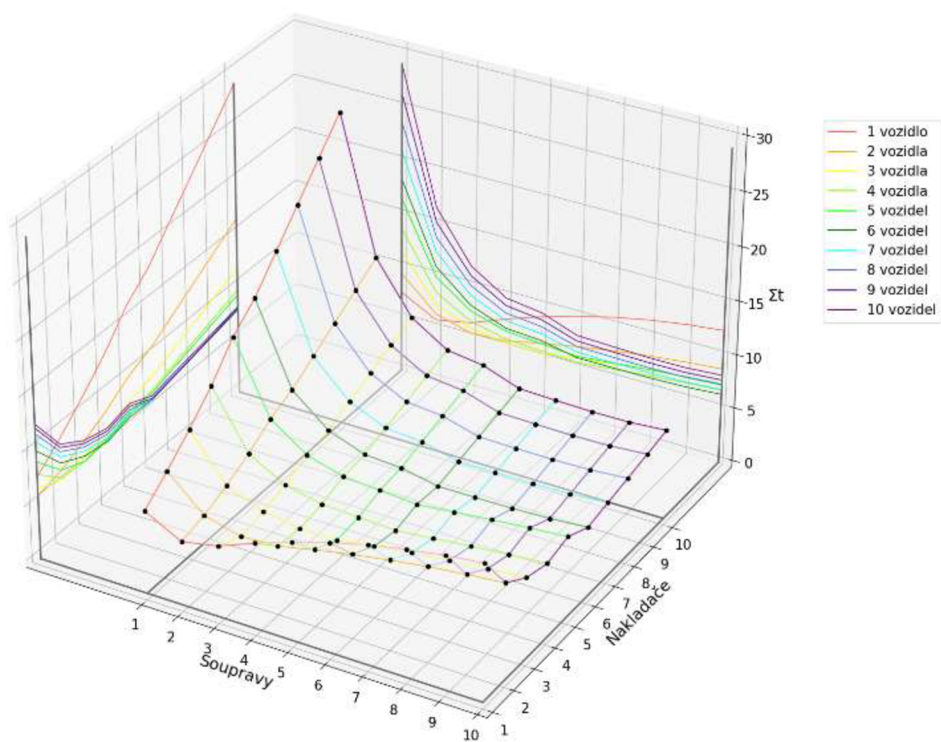 1 vozidlo
2 vozidla
3 vozidla
4 vozidla
5 vozidel
6 vozidel
7 vozidel
8 vozidel
9 vozidel
10 vozidel
30
25
20
15
10
5
0
Σt
1
2
3
4
5
6
7
8
9
10
Soupravy
1
2
3
4
5
6
7
8
9
10
Nakladače